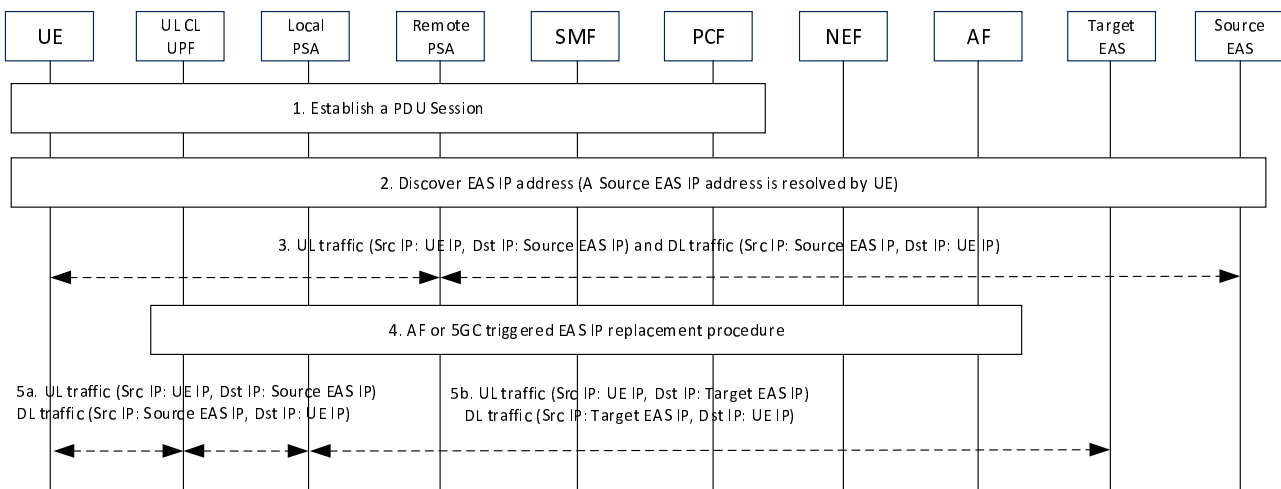 UE
UL CL
UPF
Local
PSA
Remote
PSA
SMF
PCF
NEF
AF
Target
EAS
Source
EAS
1. Establish a PDU Session
2. Discover EAS IP address (A Source EAS IP address is resolved by UE)
3. UL traffic (Src IP: UE IP, Dst IP: Source EAS IP) and DL traffic (Src IP: Source EAS IP, Dst IP: UE IP)
4. AF or 5GC triggered EAS IP replacement procedure
5a. UL traffic (Src IP: UE IP, Dst IP: Source EAS IP)
DL traffic (Src IP: Source EAS IP, Dst IP: UE IP)
5b. UL traffic (Src IP: UE IP, Dst IP: Target EAS IP)
DL traffic (Src IP: Target EAS IP, Dst IP: UE IP)